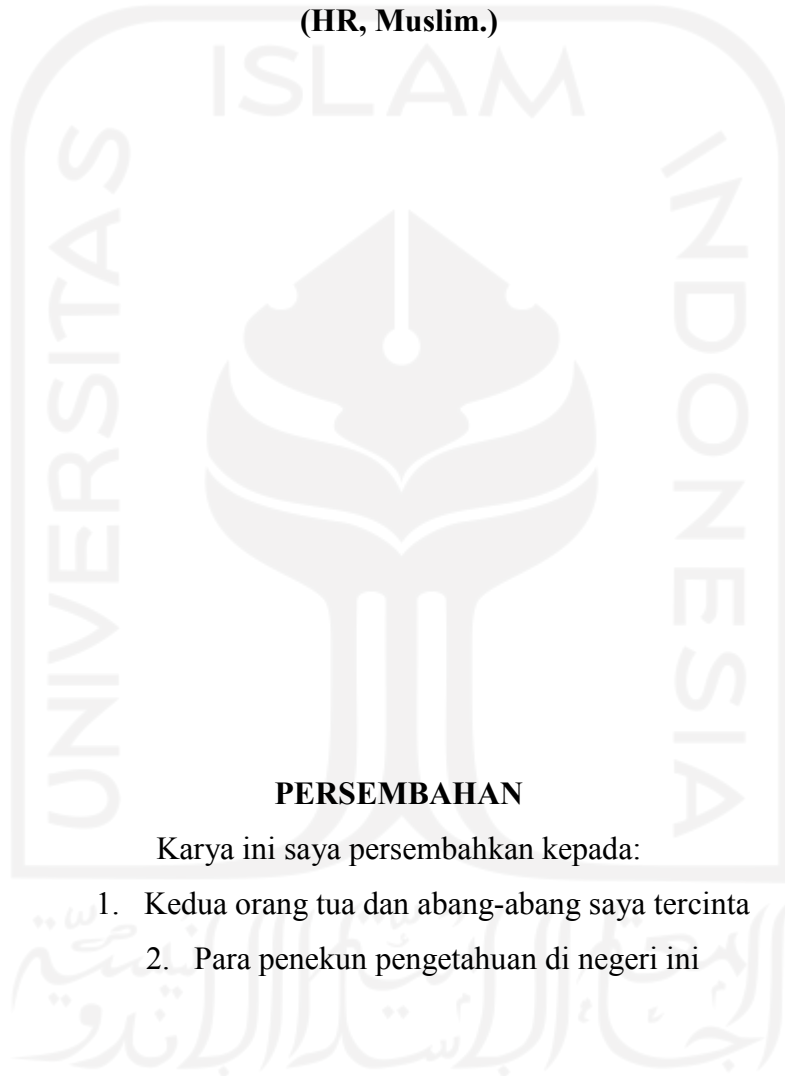 (HR, Muslim.)
ISLAM
UNIVERSITAS
INDONESIA
PERSEMBAHAN
Karya ini saya persembahkan kepada:
1. Kedua orang tua dan abang-abang saya tercinta
2. Para penekun pengetahuan di negeri ini